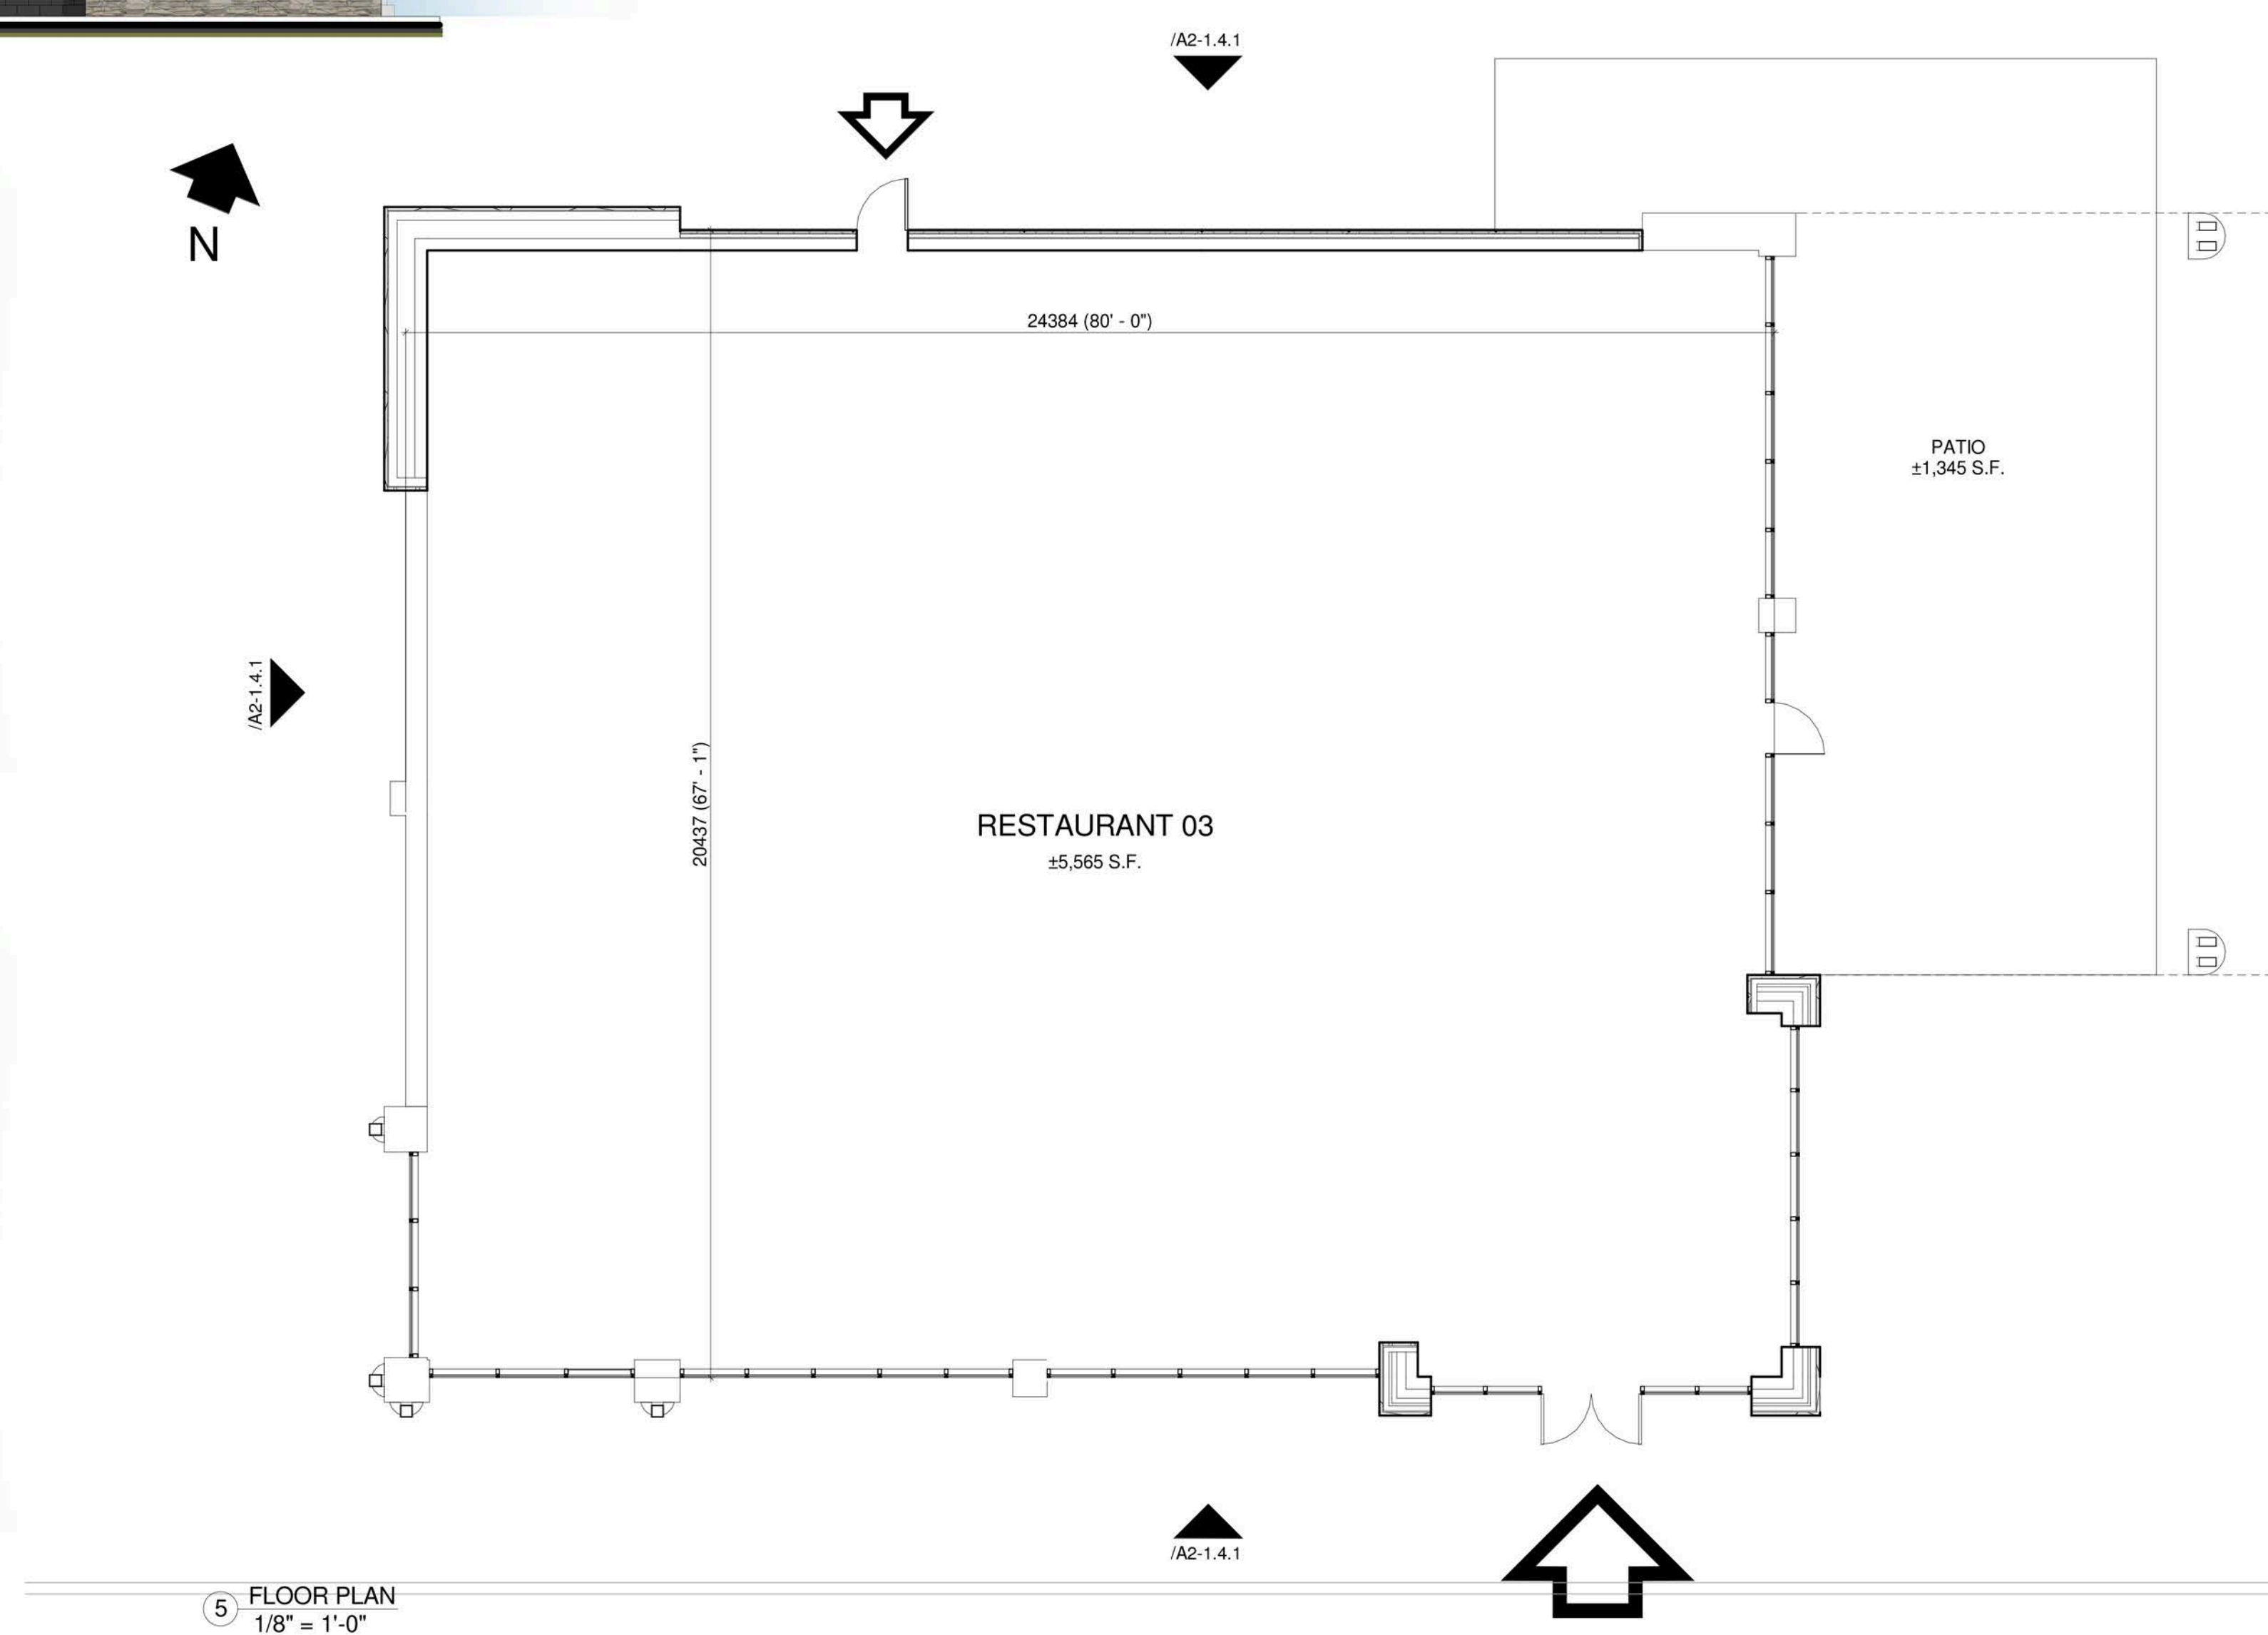 /A2-1.4.1
N
24384 (80' - 0")
PATIO
±1,345 S.F.
/A2-1.4.1
20437 (67' - 1")
RESTAURANT 03
±5,565 S.F.
/A2-1.4.1
5 FLOOR PLAN
1/8" = 1'-0"